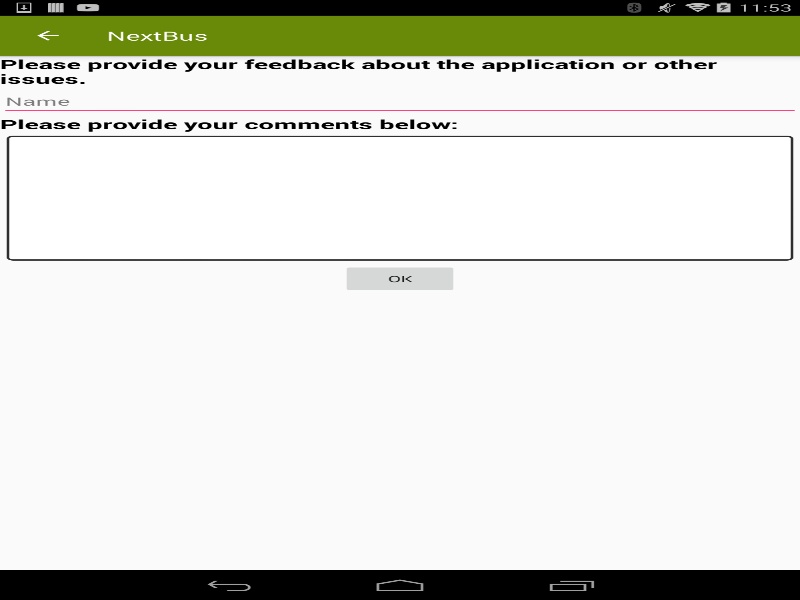 11:53
NextBus
Please provide your feedback about the application or other
issues.
Name
Please provide your comments below:
OK